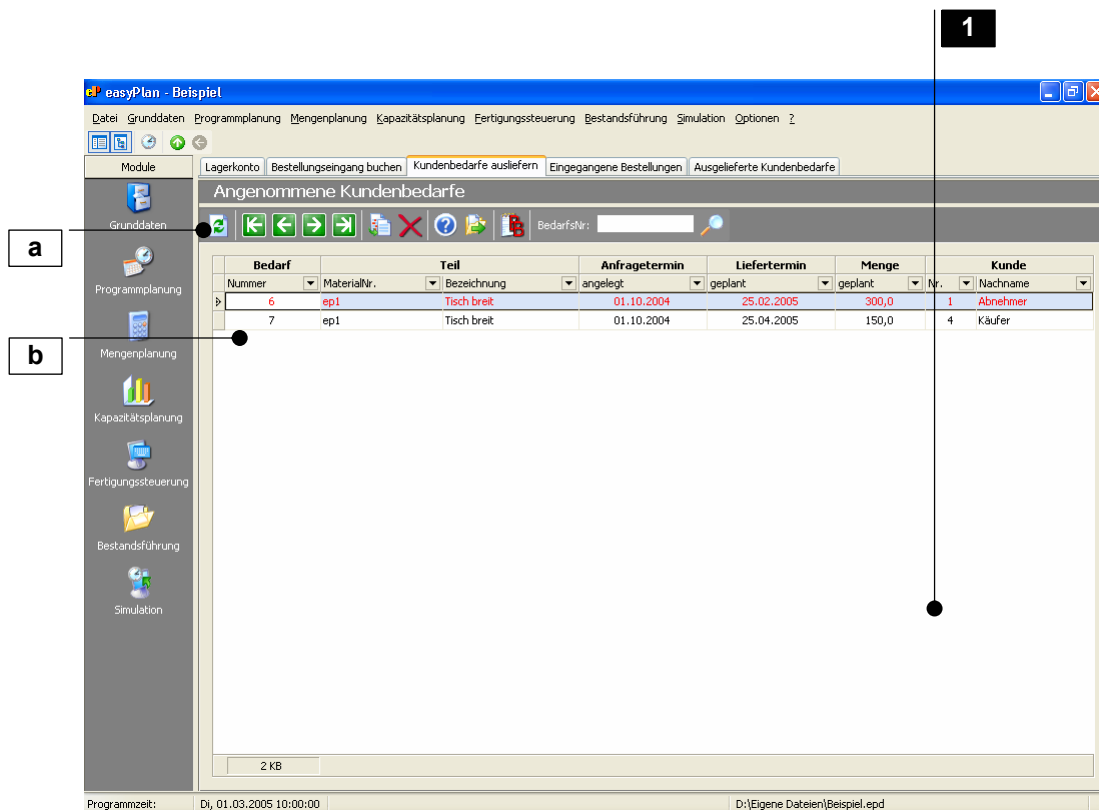 1
easyPlan - Beispiel
Datei Grunddaten Programmplanung Mengenplanung Kapazitätsplanung Fertigungssteuerung Bestandsführung Simulation Optionen ?
Module
Lagerkonto Bestellungseingang buchen Kundenbedarfe ausliefern Eingegangene Bestellungen Ausgelieferte Kundenbedarfe
Angenommene Kundenbedarfe
Grunddaten
BedarfsNr:
a
Bedarf Teil Anfragetermin Liefertermin Menge Kunde
Nummer MaterialNr. Bezeichnung angelegt geplant geplant Nr. Nachname
6 ep1 Tisch breit 01.10.2004 25.02.2005 300,0 1 Abnehmer
7 ep1 Tisch breit 01.10.2004 25.04.2005 150,0 4 Käufer
Programmplanung
b
Mengenplanung
Kapazitätsplanung
Fertigungssteuerung
Bestandsführung
Simulation
2 KB
Programmzeit: Di, 01.03.2005 10:00:00 D:\Eigene Dateien\Beispiel.epd